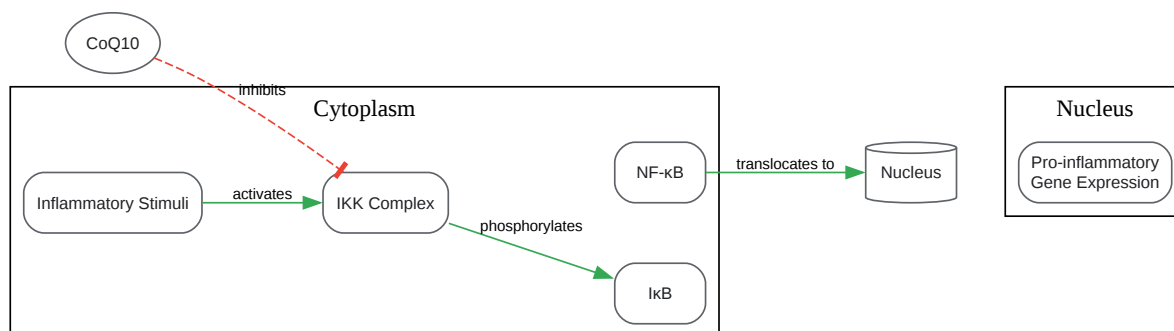 CoQ10
inhibits
Cytoplasm
Nucleus
Inflammatory Stimuli
activates
IKK Complex
phosphorylates
NF-κB
translocates to
Nucleus
Pro-inflammatory
Gene Expression
IκB